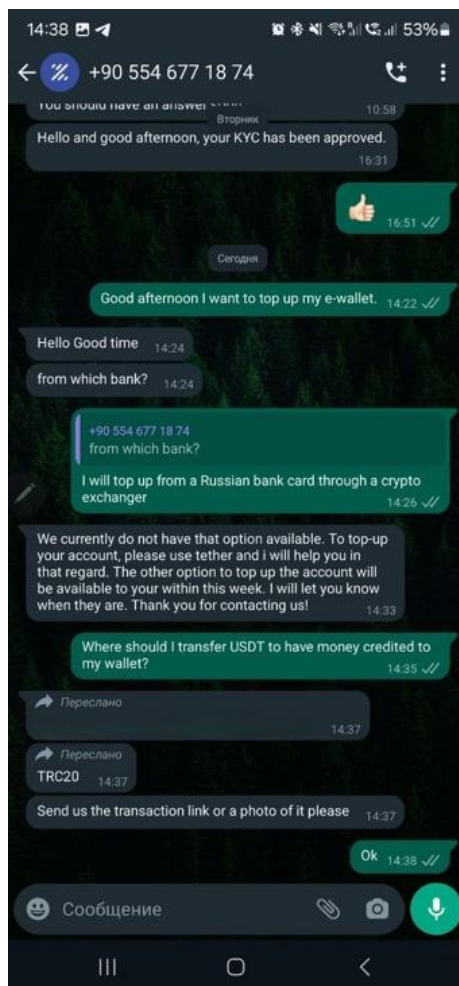 14:38 53%
+90 554 677 18 74
You should have an answer soon
10:58
Вторник
Hello and good afternoon, your KYC has been approved.
16:31
16:51
Сегодня
Good afternoon I want to top up my e-wallet. 14:22
Hello Good time 14:24
from which bank? 14:24
+90 554 677 18 74
from which bank?
I will top up from a Russian bank card through a crypto
exchanger
14:26
We currently do not have that option available. To top-up
your account, please use tether and i will help you in
that regard. The other option to top up the account will
be available to your within this week. I will let you know
when they are. Thank you for contacting us!
14:33
Where should I transfer USDT to have money credited to
my wallet?
14:35
Переслано
14:37
Переслано
TRC20 14:37
Send us the transaction link or a photo of it please 14:37
Ok 14:38
Сообщение